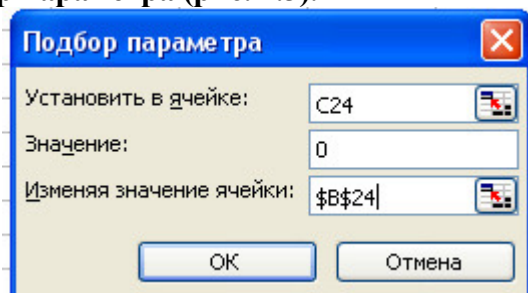 Подбор параметра
Установить в ячейке: C24
Значение: 0
Изменяя значение ячейки: $B$24
ОК Отмена